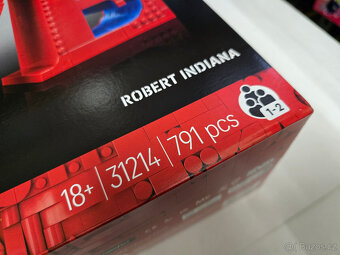 ROBERT INDIANA
18+ | 31214 | 791 pcs
1-2